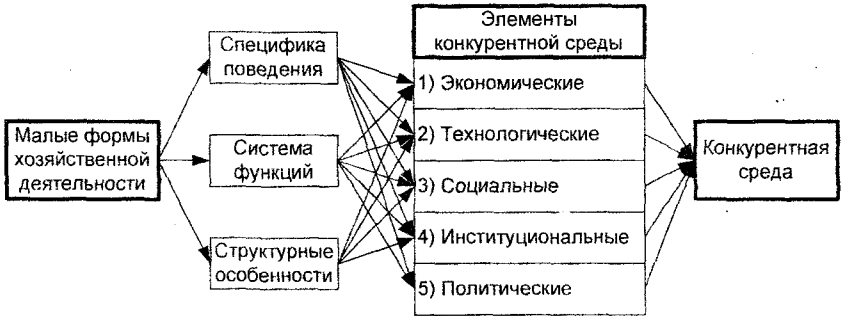 Малые формы
хозяйственной
деятельности
Специфика
поведения
Система
функций
Структурные
особенности
Элементы
конкурентной среды
1) Экономические
2) Технологические
3) Социальные
4) Институциональные
5) Политические
Конкурентная
среда